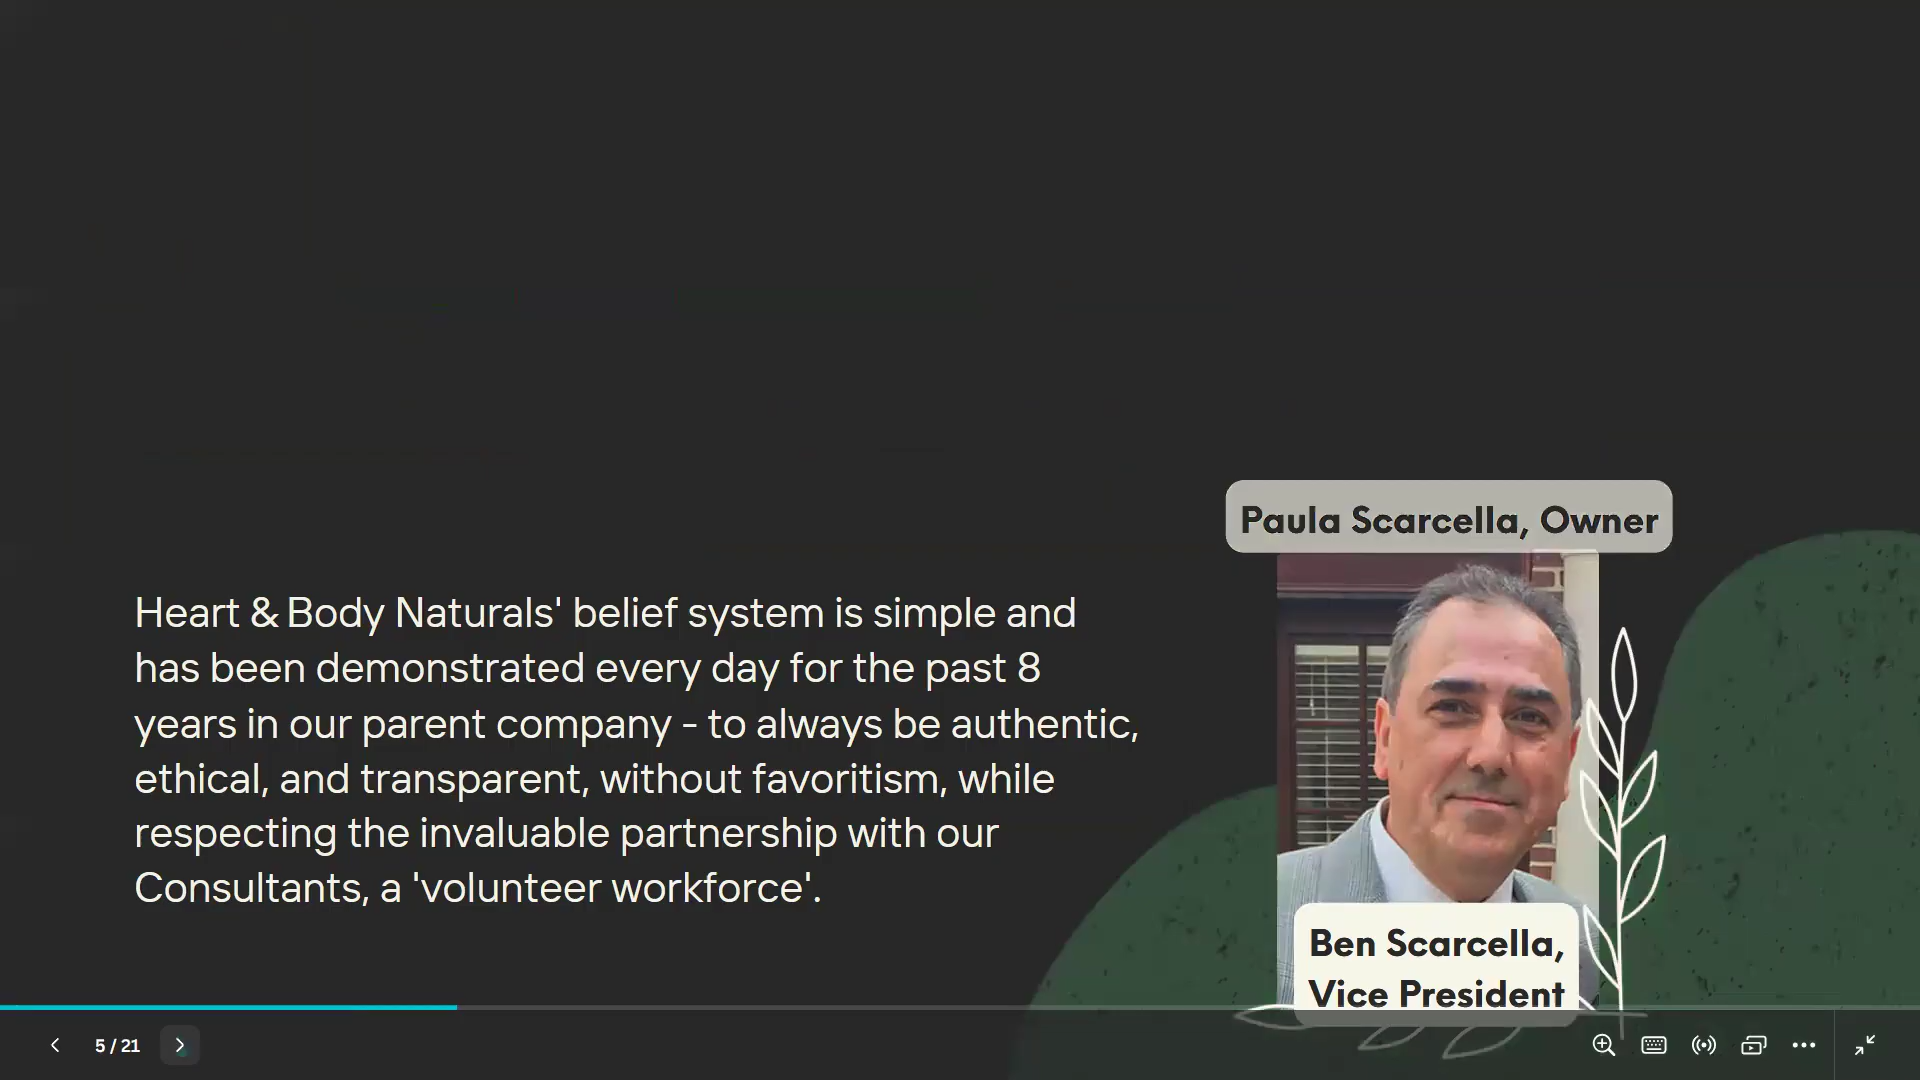 Paula Scarcella, Owner
Heart & Body Naturals' belief system is simple and
has been demonstrated every day for the past 8
years in our parent company - to always be authentic,
ethical, and transparent, without favoritism, while
respecting the invaluable partnership with our
Consultants, a 'volunteer workforce'.
Ben Scarcella,
Vice President
5 / 21